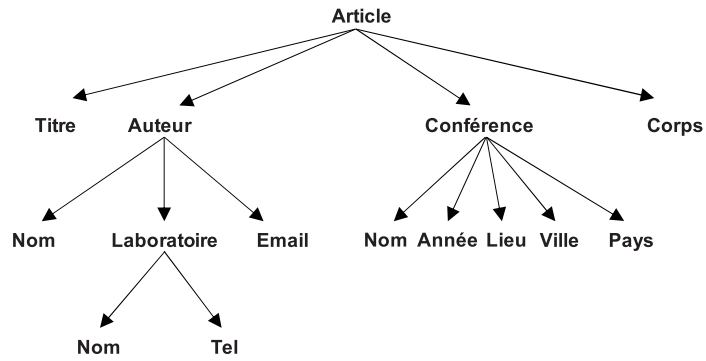 Article
Titre Auteur Conférence Corps
Nom Laboratoire Email Nom Année Lieu Ville Pays
Nom Tel